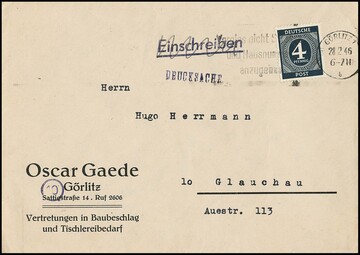 Einschreiben
DRUCKSACHE
DEUTSCHE
4
PFENNIG
POST
GÖRLITZ
28.2.46
6-7
b
Herrn
Hugo Herrmann
Oscar Gaede
10
Görlitz
Sattigstraße 14 . Ruf 2606
Vertretungen in Baubeschlag
und Tischlereibedarf
lo Glauchau
Auestr. 113